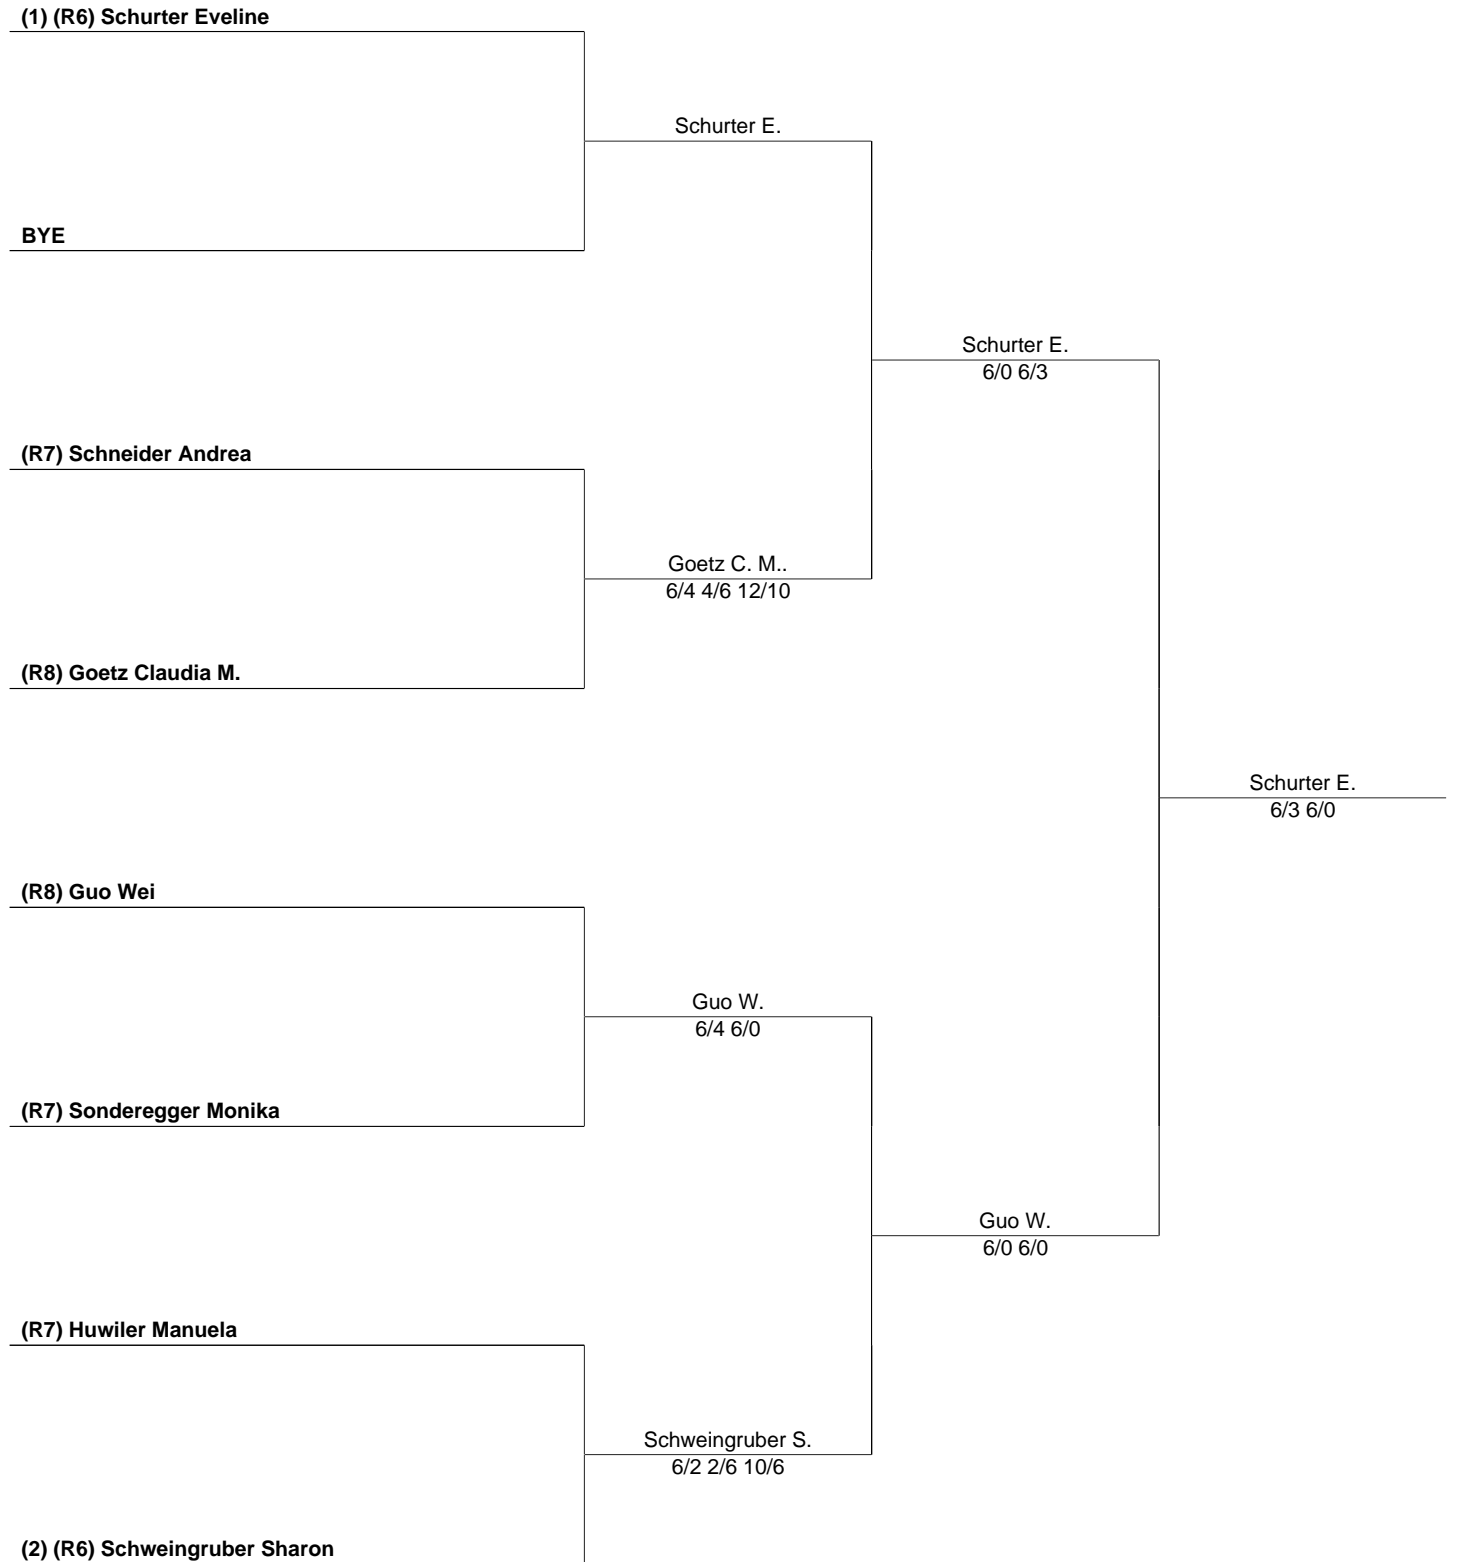 (1) (R6) Schurter Eveline
Schurter E.
BYE
Schurter E.
6/0 6/3
(R7) Schneider Andrea
Goetz C. M..
6/4 4/6 12/10
(R8) Goetz Claudia M.
Schurter E.
6/3 6/0
(R8) Guo Wei
Guo W.
6/4 6/0
(R7) Sonderegger Monika
Guo W.
6/0 6/0
(R7) Huwiler Manuela
Schweingruber S.
6/2 2/6 10/6
(2) (R6) Schweingruber Sharon